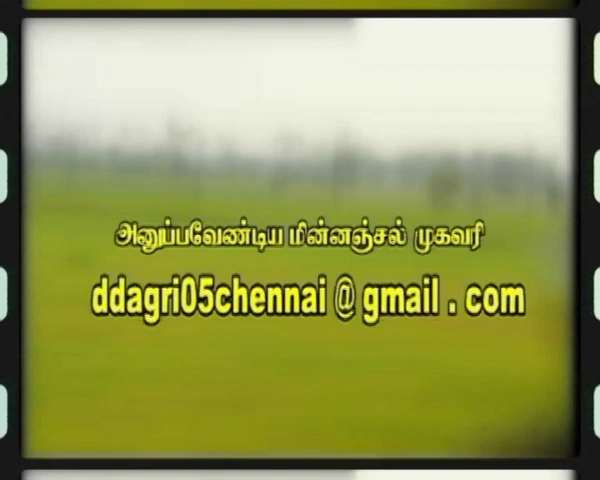 அனுப்பவேண்டிய மின்னஞ்சல் முகவரி
ddagri05chennai @ gmail . com